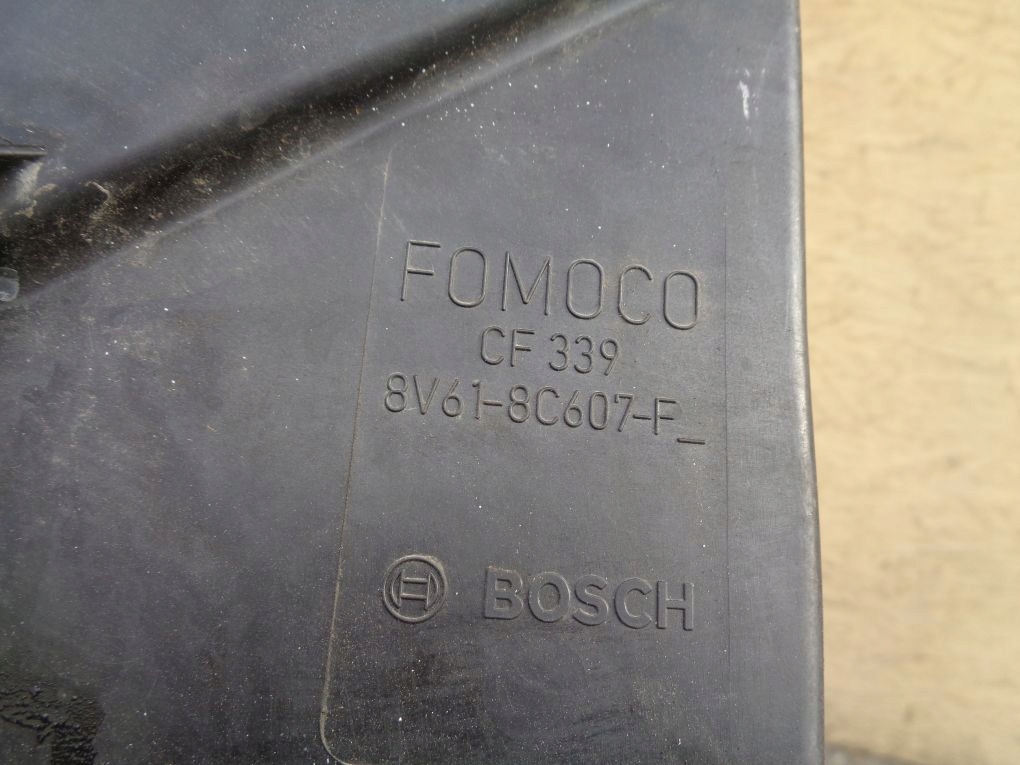 FOMOCO
CF 339
8V61-8C607-F_
BOSCH